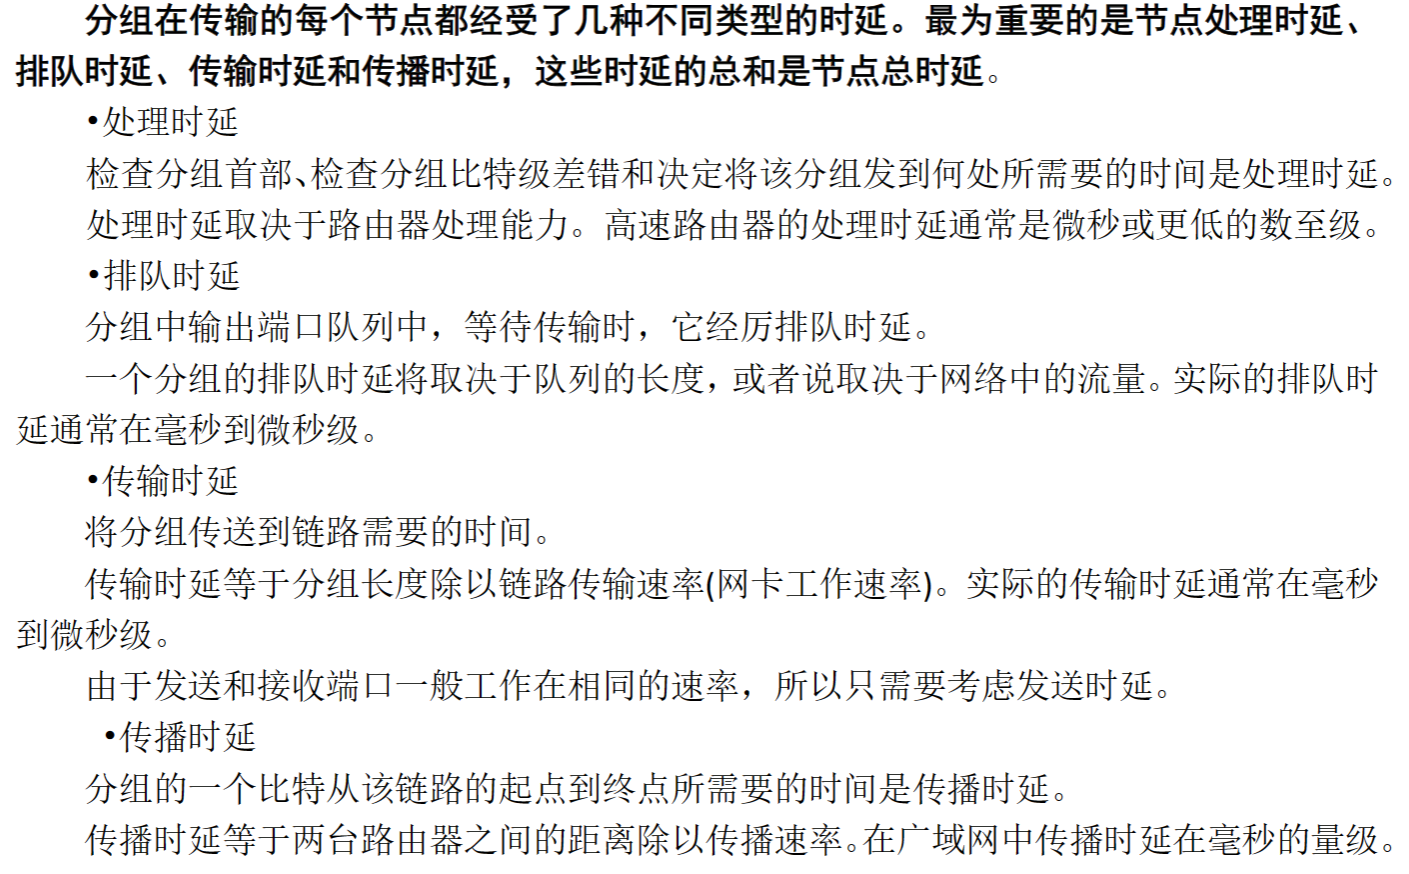 分组在传输的每个节点都经受了几种不同类型的时延。最为重要的是节点处理时延、
排队时延、传输时延和传播时延，这些时延的总和是节点总时延。
•处理时延
检查分组首部、检查分组比特级差错和决定将该分组发到何处所需要的时间是处理时延。
处理时延取决于路由器处理能力。高速路由器的处理时延通常是微秒或更低的数至级。
•排队时延
分组中输出端口队列中，等待传输时，它经厉排队时延。
一个分组的排队时延将取决于队列的长度，或者说取决于网络中的流量。实际的排队时
延通常在毫秒到微秒级。
•传输时延
将分组传送到链路需要的时间。
传输时延等于分组长度除以链路传输速率(网卡工作速率)。实际的传输时延通常在毫秒
到微秒级。
由于发送和接收端口一般工作在相同的速率，所以只需要考虑发送时延。
•传播时延
分组的一个比特从该链路的起点到终点所需要的时间是传播时延。
传播时延等于两台路由器之间的距离除以传播速率。在广域网中传播时延在毫秒的量级。